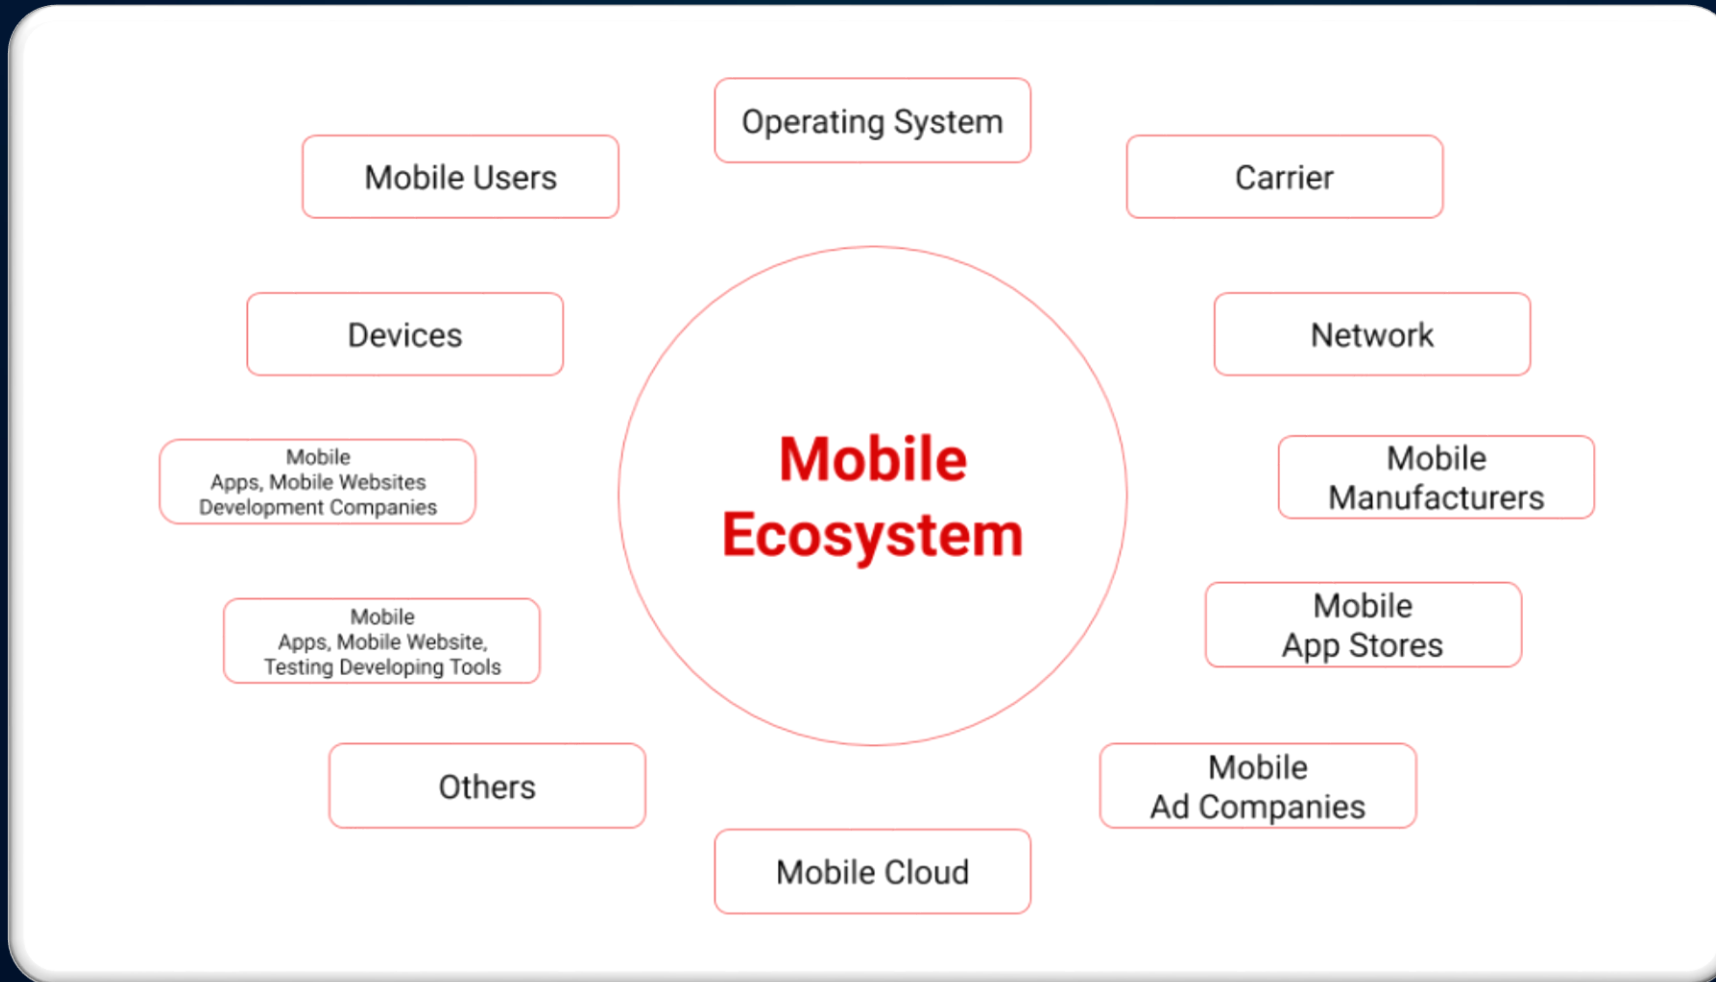 Operating System
Mobile Users
Carrier
Devices
Network
Mobile
Ecosystem
Mobile
Apps, Mobile Websites
Development Companies
Mobile
Manufacturers
Mobile
Apps, Mobile Website,
Testing Developing Tools
Mobile
App Stores
Others
Mobile
Ad Companies
Mobile Cloud